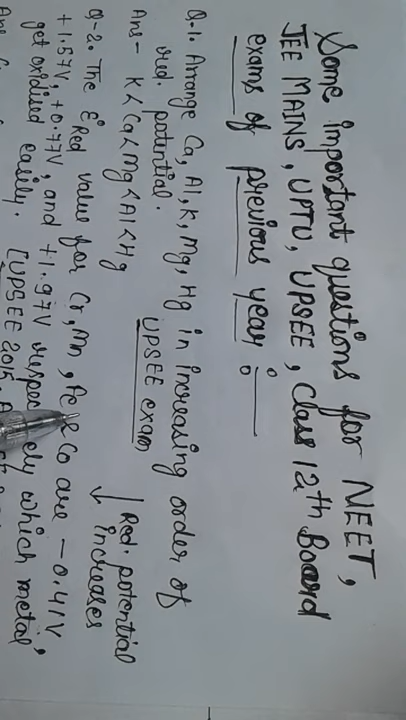 Some important questions for NEET,
JEE MAINS, UPTU, UPSEE, Class 12th Board
exams of previous year :
Q.1. Arrange Ca, Al, K, Mg, Hg in increasing order of
red. potential. UPSEE exam
Ans - K < Ca < Mg < Al < Hg
↓ Red. potential
increases
Q-2. The E° Red value for Cr, Mn, Fe & Co are -0.41V,
+1.57V, +0.77V, and +1.97V which metal
get oxidised easily. [UPSEE 2015,